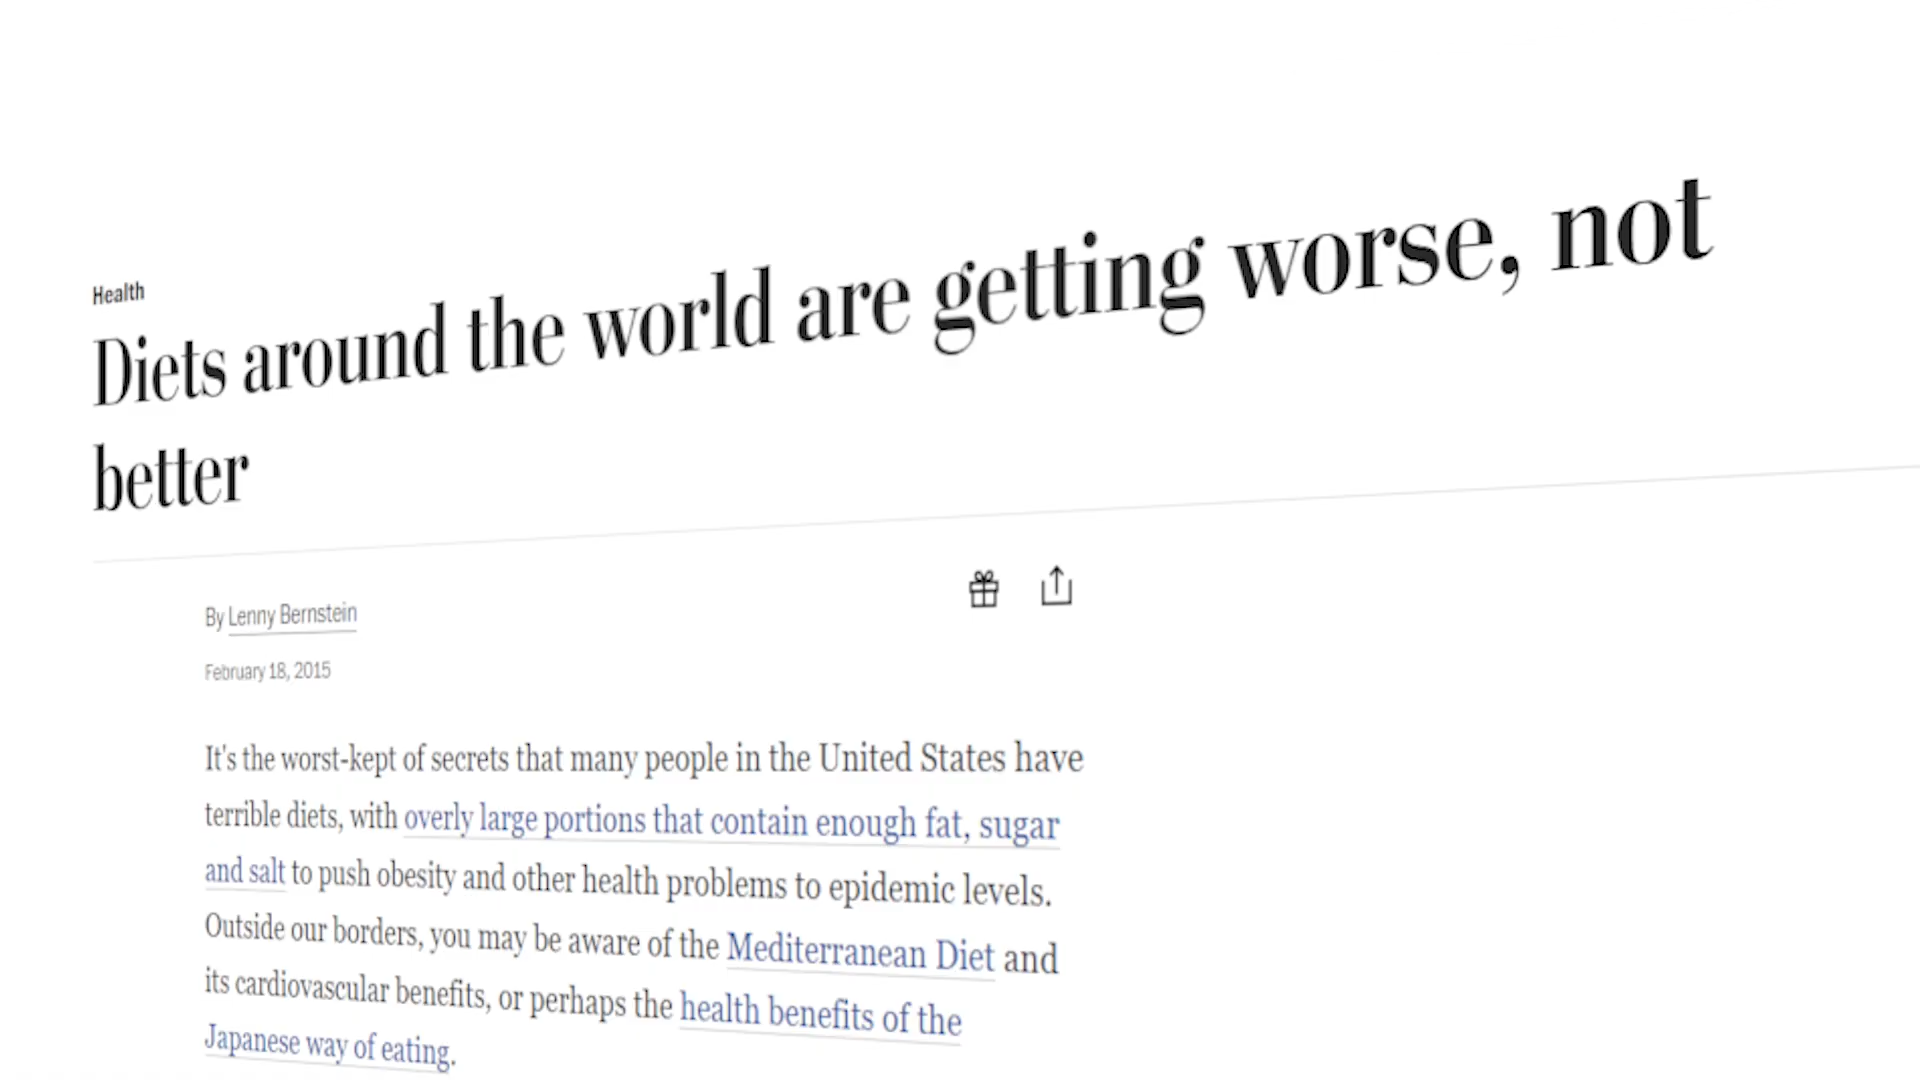 Health
Diets around the world are getting worse, not
better
By Lenny Bernstein
February 18, 2015
It's the worst-kept of secrets that many people in the United States have
terrible diets, with overly large portions that contain enough fat, sugar
and salt to push obesity and other health problems to epidemic levels.
Outside our borders, you may be aware of the Mediterranean Diet and
its cardiovascular benefits, or perhaps the health benefits of the
Japanese way of eating.